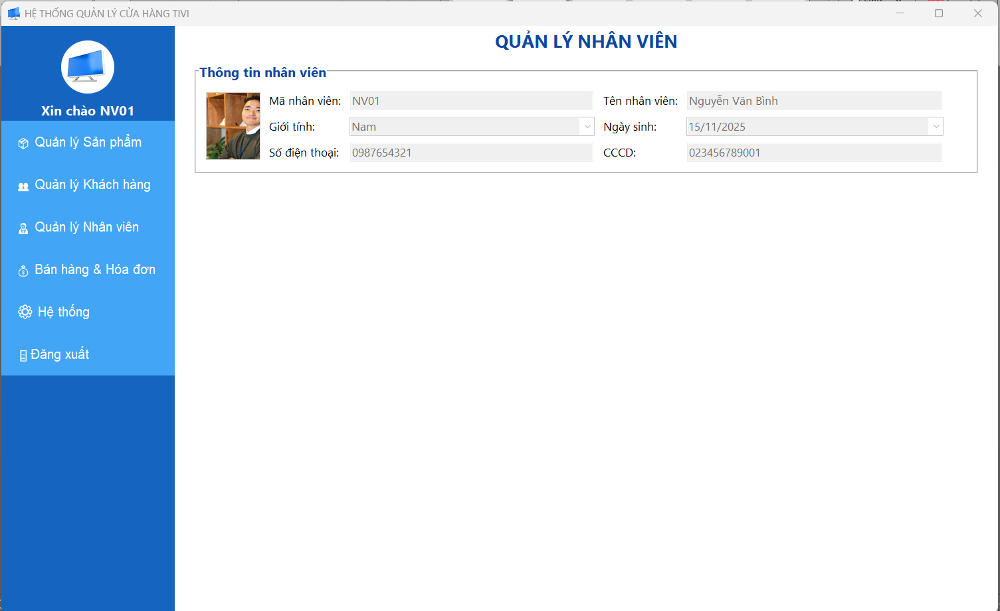 HỆ THỐNG QUẢN LÝ CỬA HÀNG TIVI
Xin chào NV01
Quản lý Sản phẩm
Quản lý Khách hàng
Quản lý Nhân viên
Bán hàng & Hóa đơn
Hệ thống
Đăng xuất
QUẢN LÝ NHÂN VIÊN
Thông tin nhân viên
Mã nhân viên: NV01 Tên nhân viên: Nguyễn Văn Bình
Giới tính: Nam Ngày sinh: 15/11/2025
Số điện thoại: 0987654321 CCCD: 023456789001